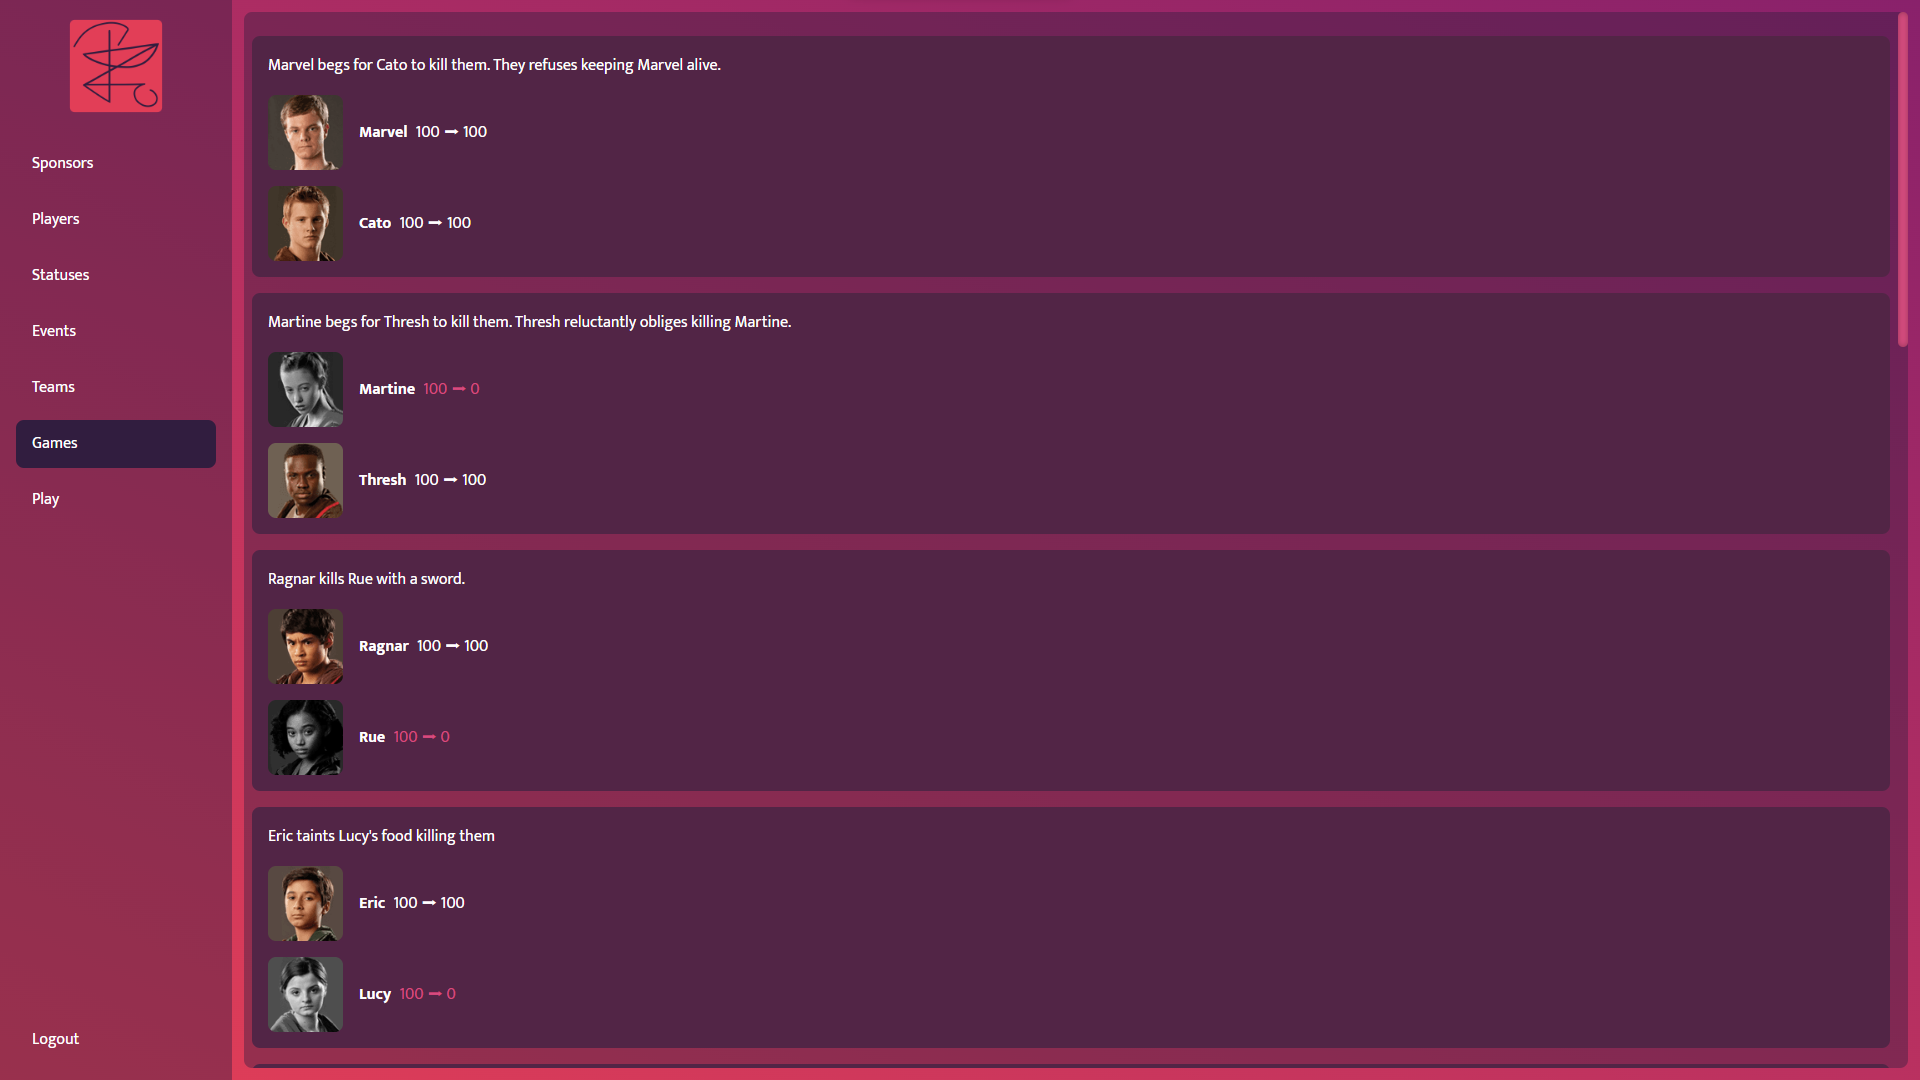 Sponsors
Players
Statuses
Events
Teams
Games
Play
Logout
Marvel begs for Cato to kill them. They refuses keeping Marvel alive.
Marvel 100 ➞ 100
Cato 100 ➞ 100
Martine begs for Thresh to kill them. Thresh reluctantly obliges killing Martine.
Martine 100 ➞ 0
Thresh 100 ➞ 100
Ragnar kills Rue with a sword.
Ragnar 100 ➞ 100
Rue 100 ➞ 0
Eric taints Lucy's food killing them
Eric 100 ➞ 100
Lucy 100 ➞ 0